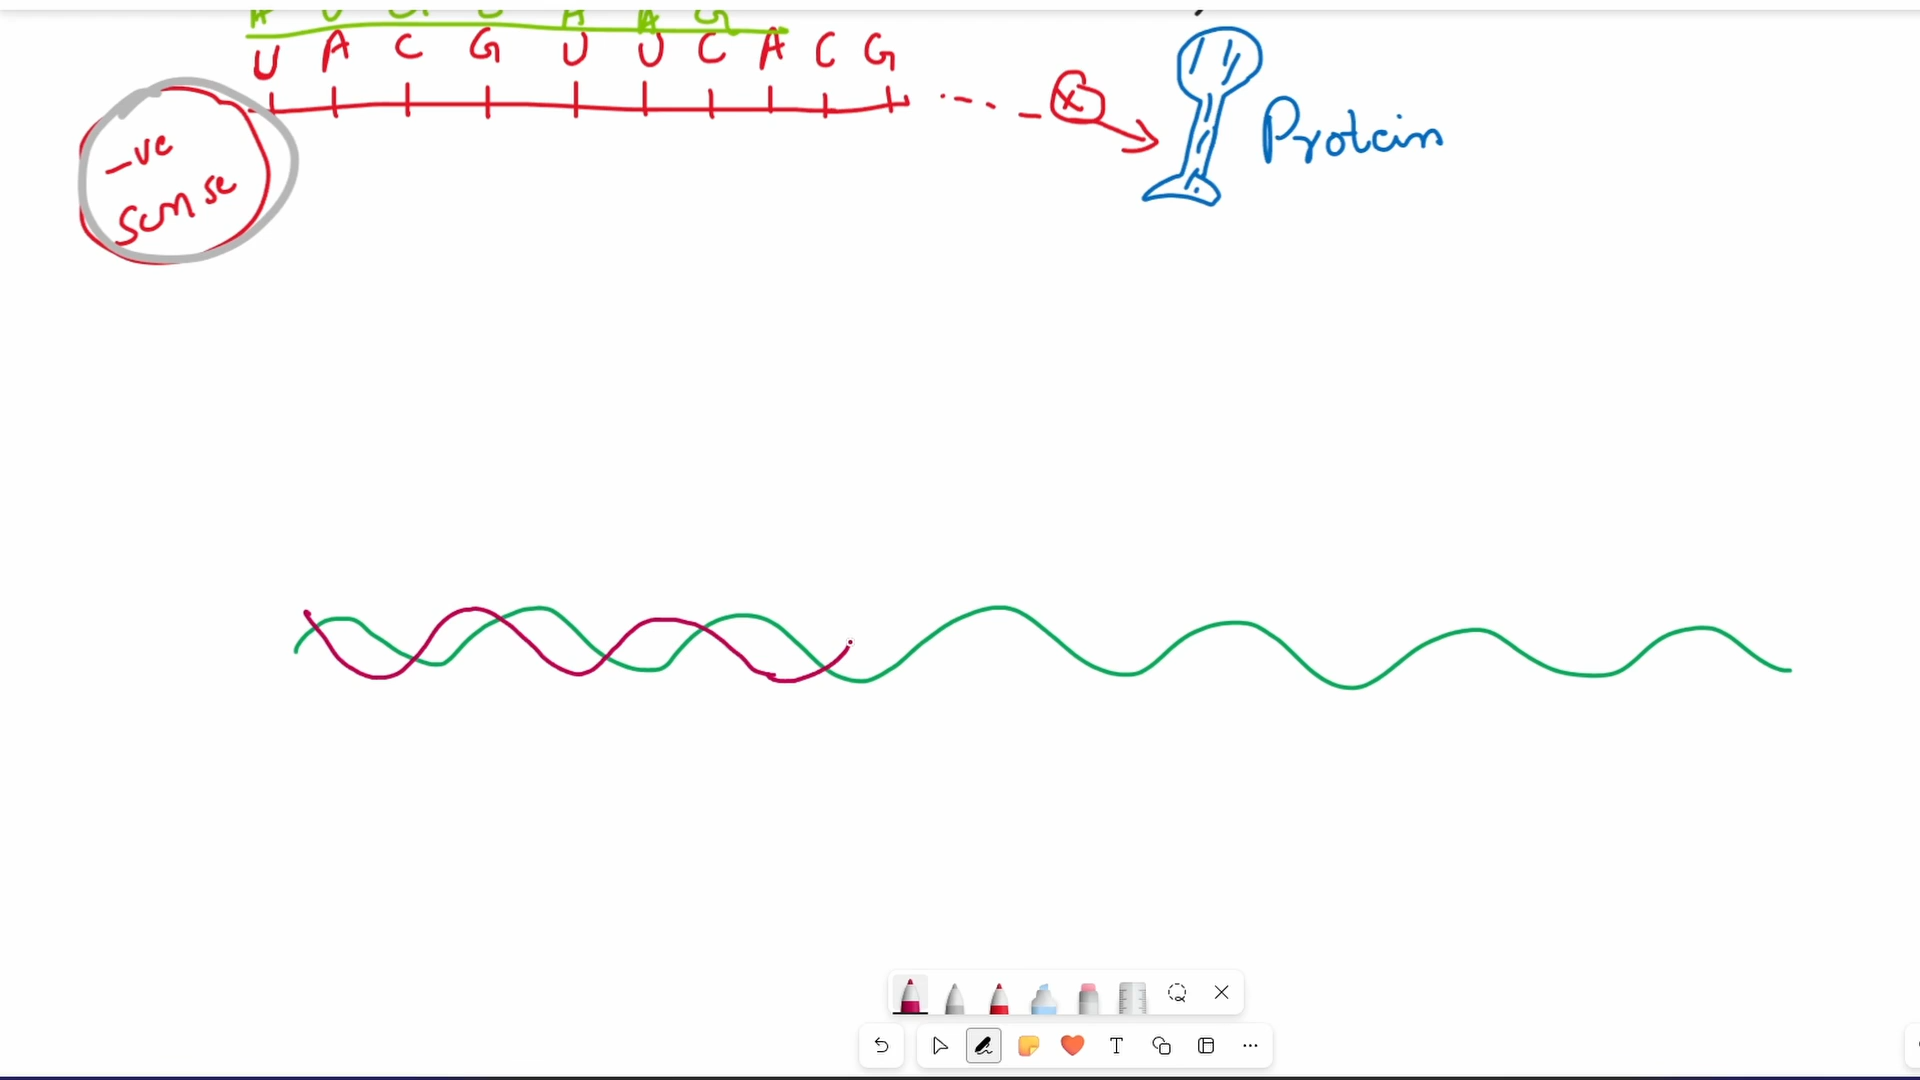 U A C G U U C A C G
x
Protein
-ve
sense
T